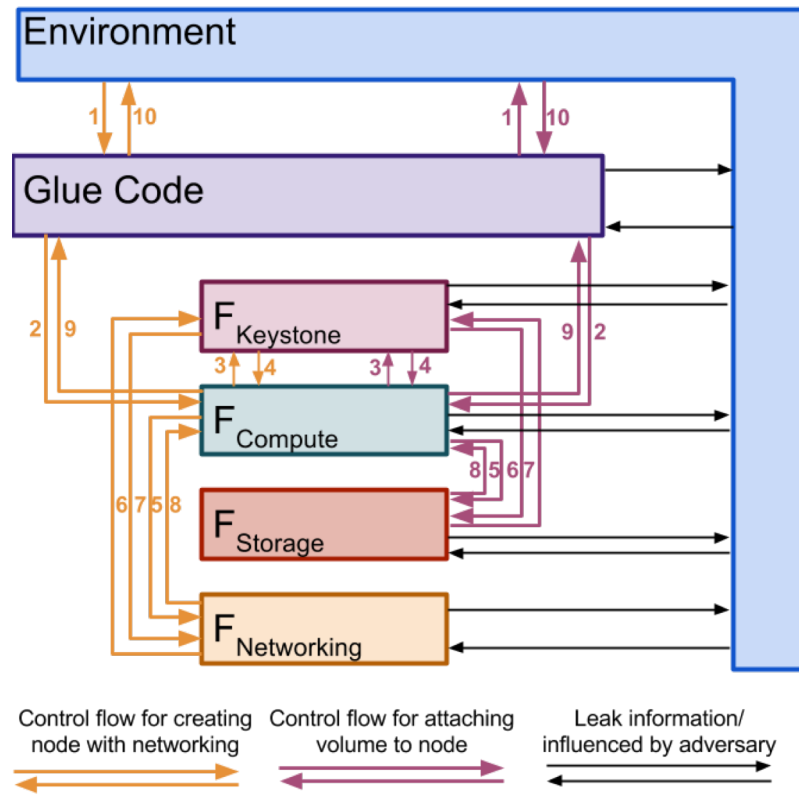 Environment
1 10 1 10
Glue Code
2 9 9 2
F Keystone
3 4 3 4
F Compute
6 7 5 8 8 5 6 7
F Storage
F Networking
Control flow for creating
node with networking
Control flow for attaching
volume to node
Leak information/
influenced by adversary